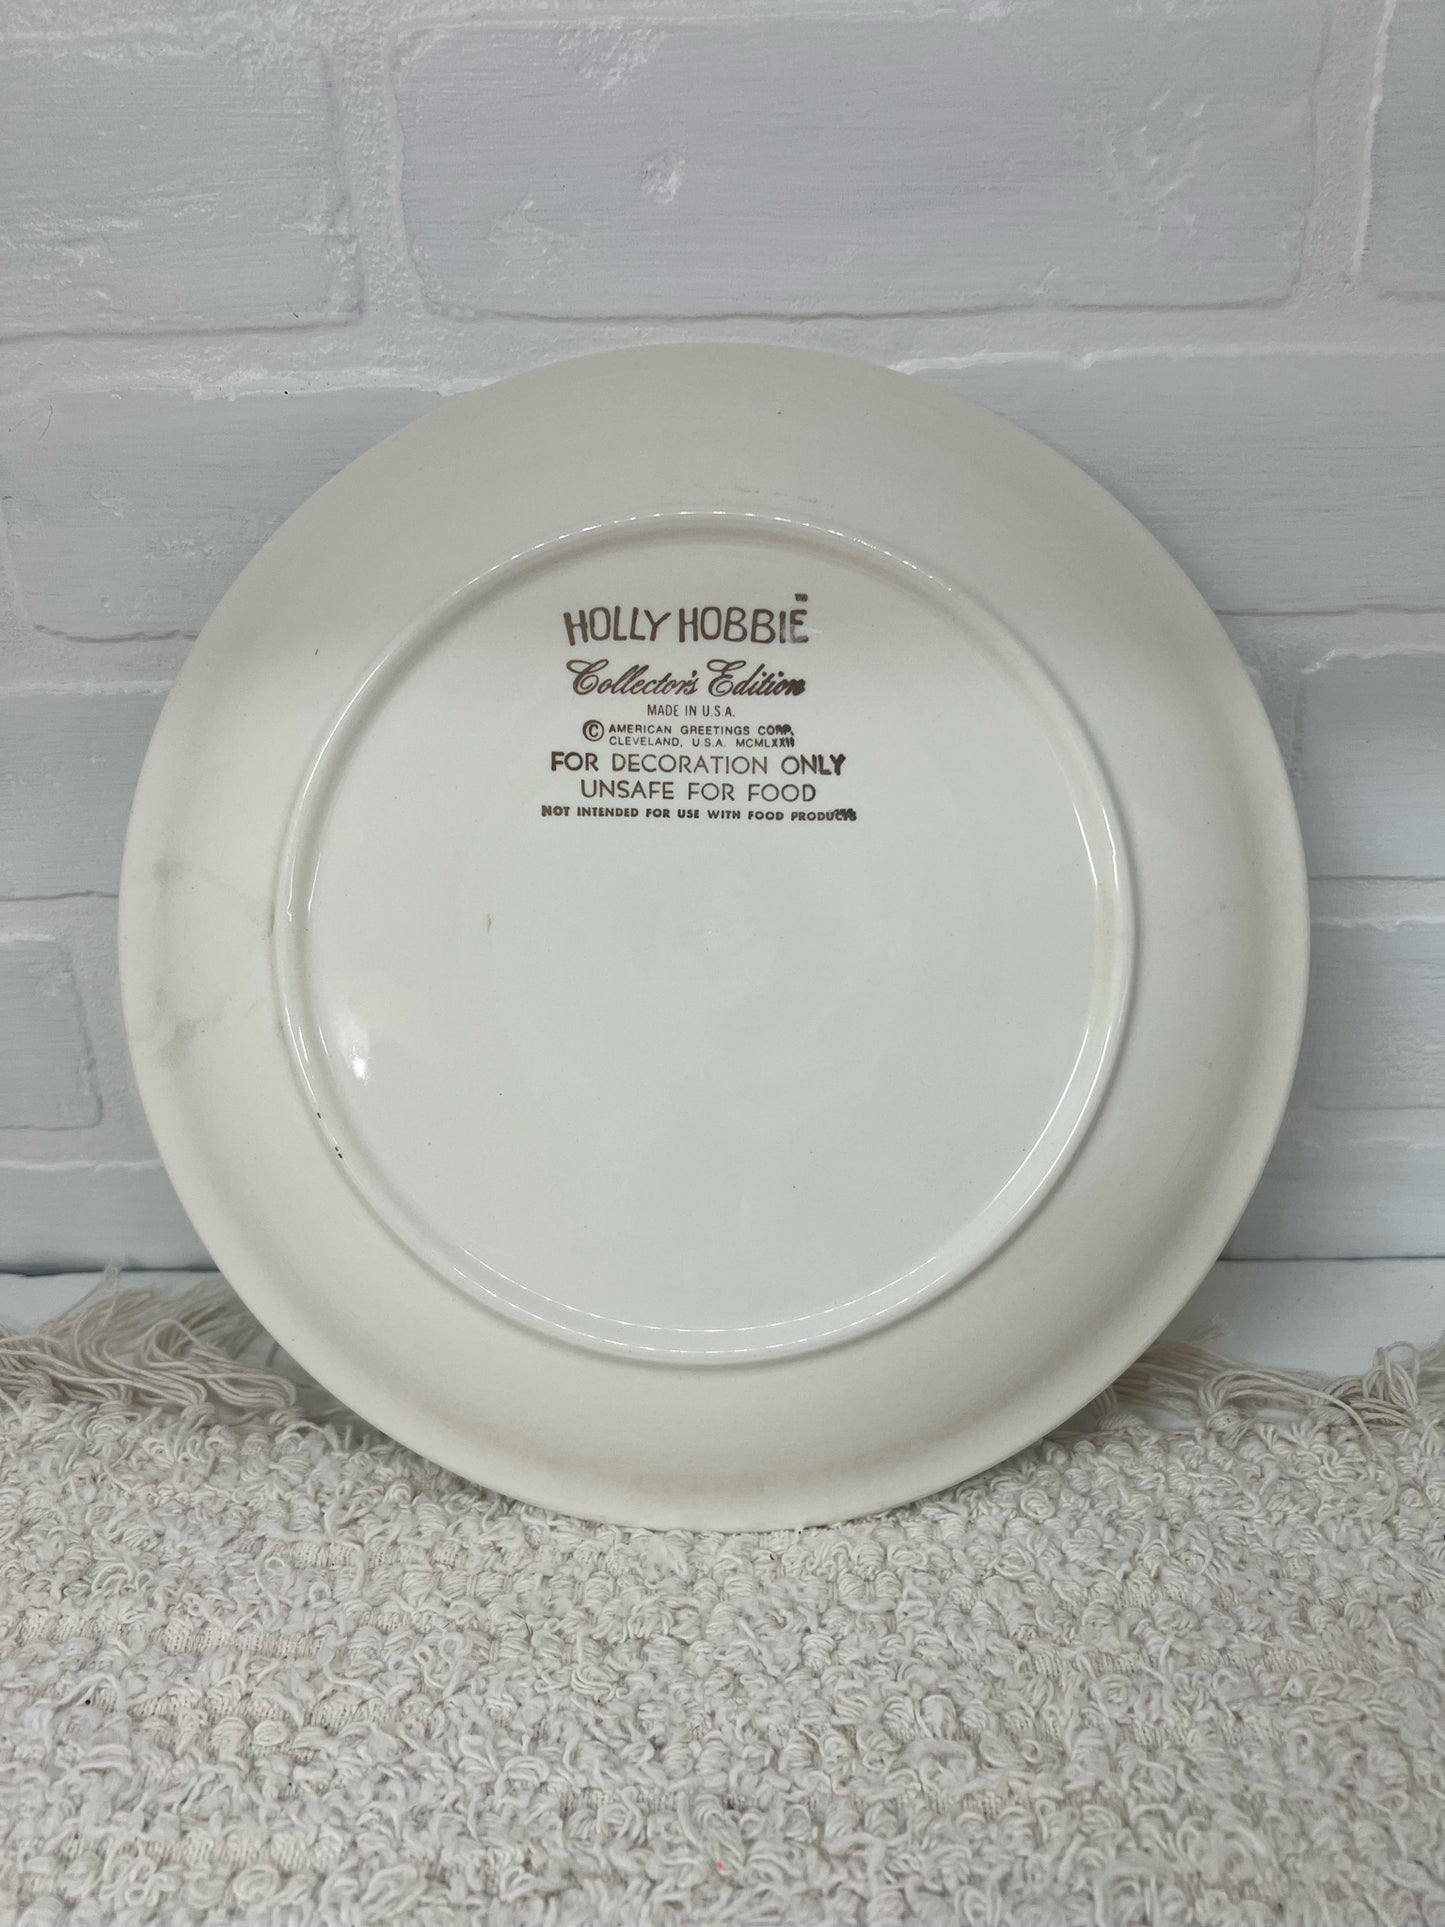 HOLLY HOBBIE™
Collector's Edition
MADE IN U.S.A.
© AMERICAN GREETINGS CORP.
CLEVELAND, U.S.A. MCMLXXII
FOR DECORATION ONLY
UNSAFE FOR FOOD
NOT INTENDED FOR USE WITH FOOD PRODUCTS